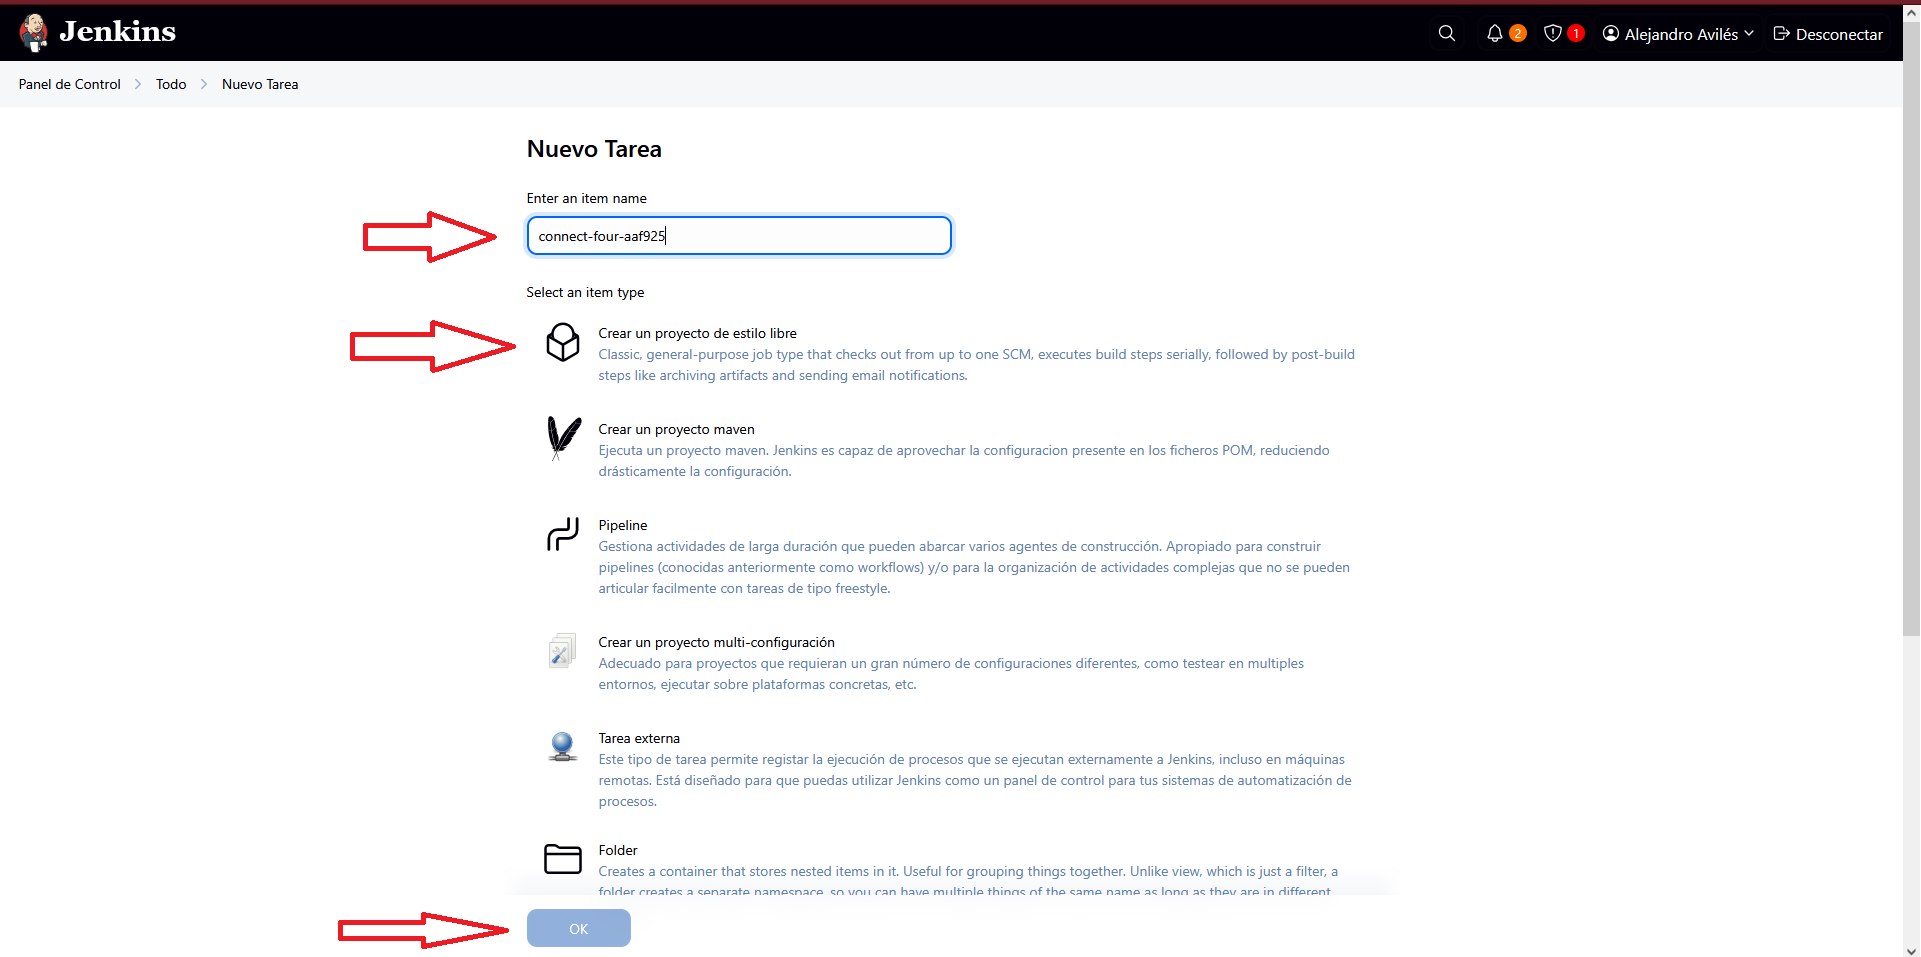 Jenkins
2
1
Alejandro Avilés
Desconectar
Panel de Control
Todo
Nuevo Tarea
Nuevo Tarea
Enter an item name
connect-four-aaf925
Select an item type
Crear un proyecto de estilo libre
Classic, general-purpose job type that checks out from up to one SCM, executes build steps serially, followed by post-build
steps like archiving artifacts and sending email notifications.
Crear un proyecto maven
Ejecuta un proyecto maven. Jenkins es capaz de aprovechar la configuracion presente en los ficheros POM, reduciendo
drásticamente la configuración.
Pipeline
Gestiona actividades de larga duración que pueden abarcar varios agentes de construcción. Apropiado para construir
pipelines (conocidas anteriormente como workflows) y/o para la organización de actividades complejas que no se pueden
articular facilmente con tareas de tipo freestyle.
Crear un proyecto multi-configuración
Adecuado para proyectos que requieran un gran número de configuraciones diferentes, como testear en multiples
entornos, ejecutar sobre plataformas concretas, etc.
Tarea externa
Este tipo de tarea permite registar la ejecución de procesos que se ejecutan externamente a Jenkins, incluso en máquinas
remotas. Está diseñado para que puedas utilizar Jenkins como un panel de control para tus sistemas de automatización de
procesos.
Folder
Creates a container that stores nested items in it. Useful for grouping things together. Unlike view, which is just a filter, a
folder creates a separate namespace, so you can have multiple things of the same name as long as they are in different
OK